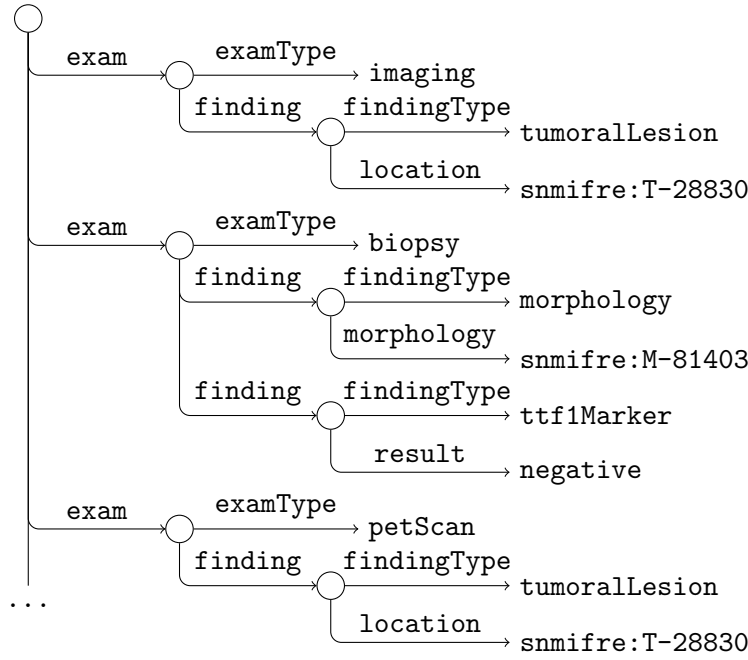 exam examType imaging
finding findingType tumoralLesion
location snmifre:T-28830
exam examType biopsy
finding findingType morphology
morphology snmifre:M-81403
finding findingType ttf1Marker
result negative
exam examType petScan
finding findingType tumoralLesion
...
location snmifre:T-28830